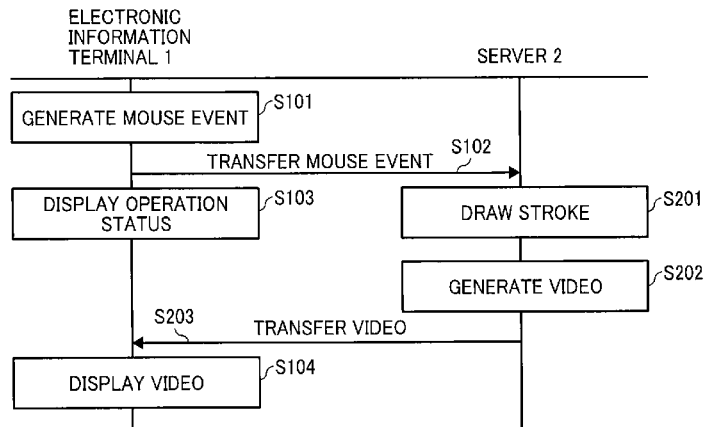 ELECTRONIC
INFORMATION
TERMINAL 1
SERVER 2
GENERATE MOUSE EVENT
S101
TRANSFER MOUSE EVENT
S102
DISPLAY OPERATION
STATUS
S103
DRAW STROKE
S201
GENERATE VIDEO
S202
S203
TRANSFER VIDEO
DISPLAY VIDEO
S104